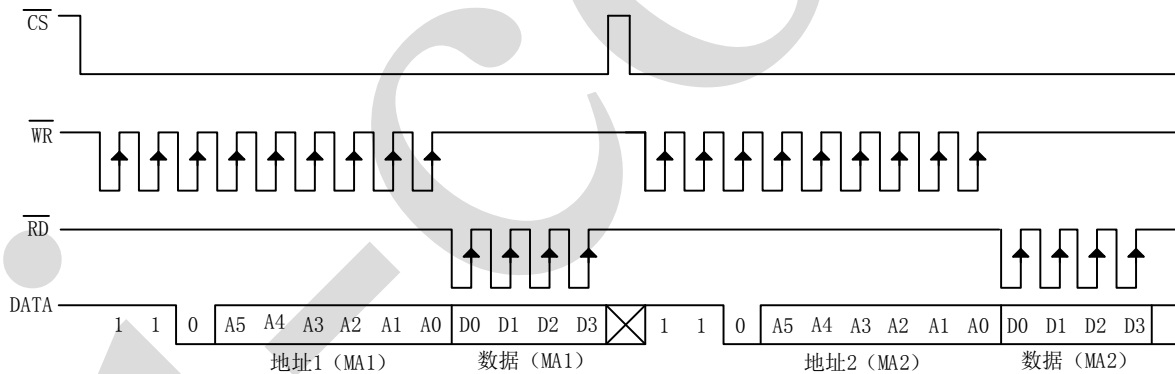 CS
WR
RD
DATA 1 1 0 A5 A4 A3 A2 A1 A0 D0 D1 D2 D3 1 1 0 A5 A4 A3 A2 A1 A0 D0 D1 D2 D3
地址1（MA1） 数据（MA1） 地址2（MA2） 数据（MA2）